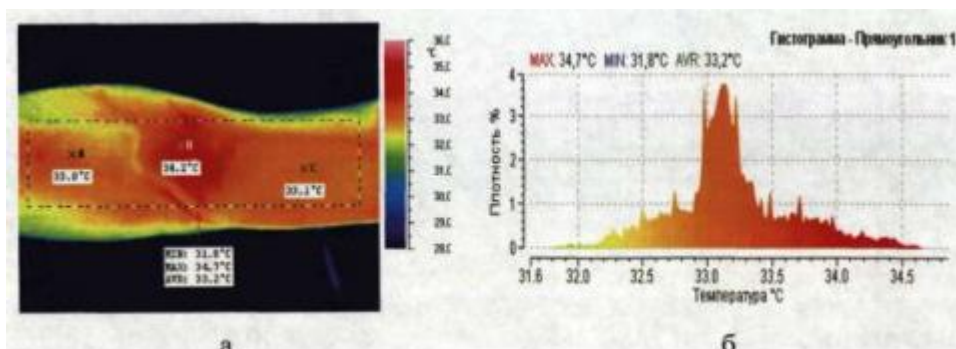 °C
36.0
35.0
34.0
33.0
32.0
31.0
30.0
29.0
28.0
34.2°C
33.0°C
33.1°C
MIN: 31.8°C
MAX: 34.7°C
AVR: 33.2°C
а
Гистограмма - Прямоугольник 1
MAX: 34,7°C MIN: 31,8°C AVR: 33,2°C
Плотность %
4
3
2
1
0
31.6 32.0 32.5 33.0 33.5 34.0 34.5
Температура °C
б